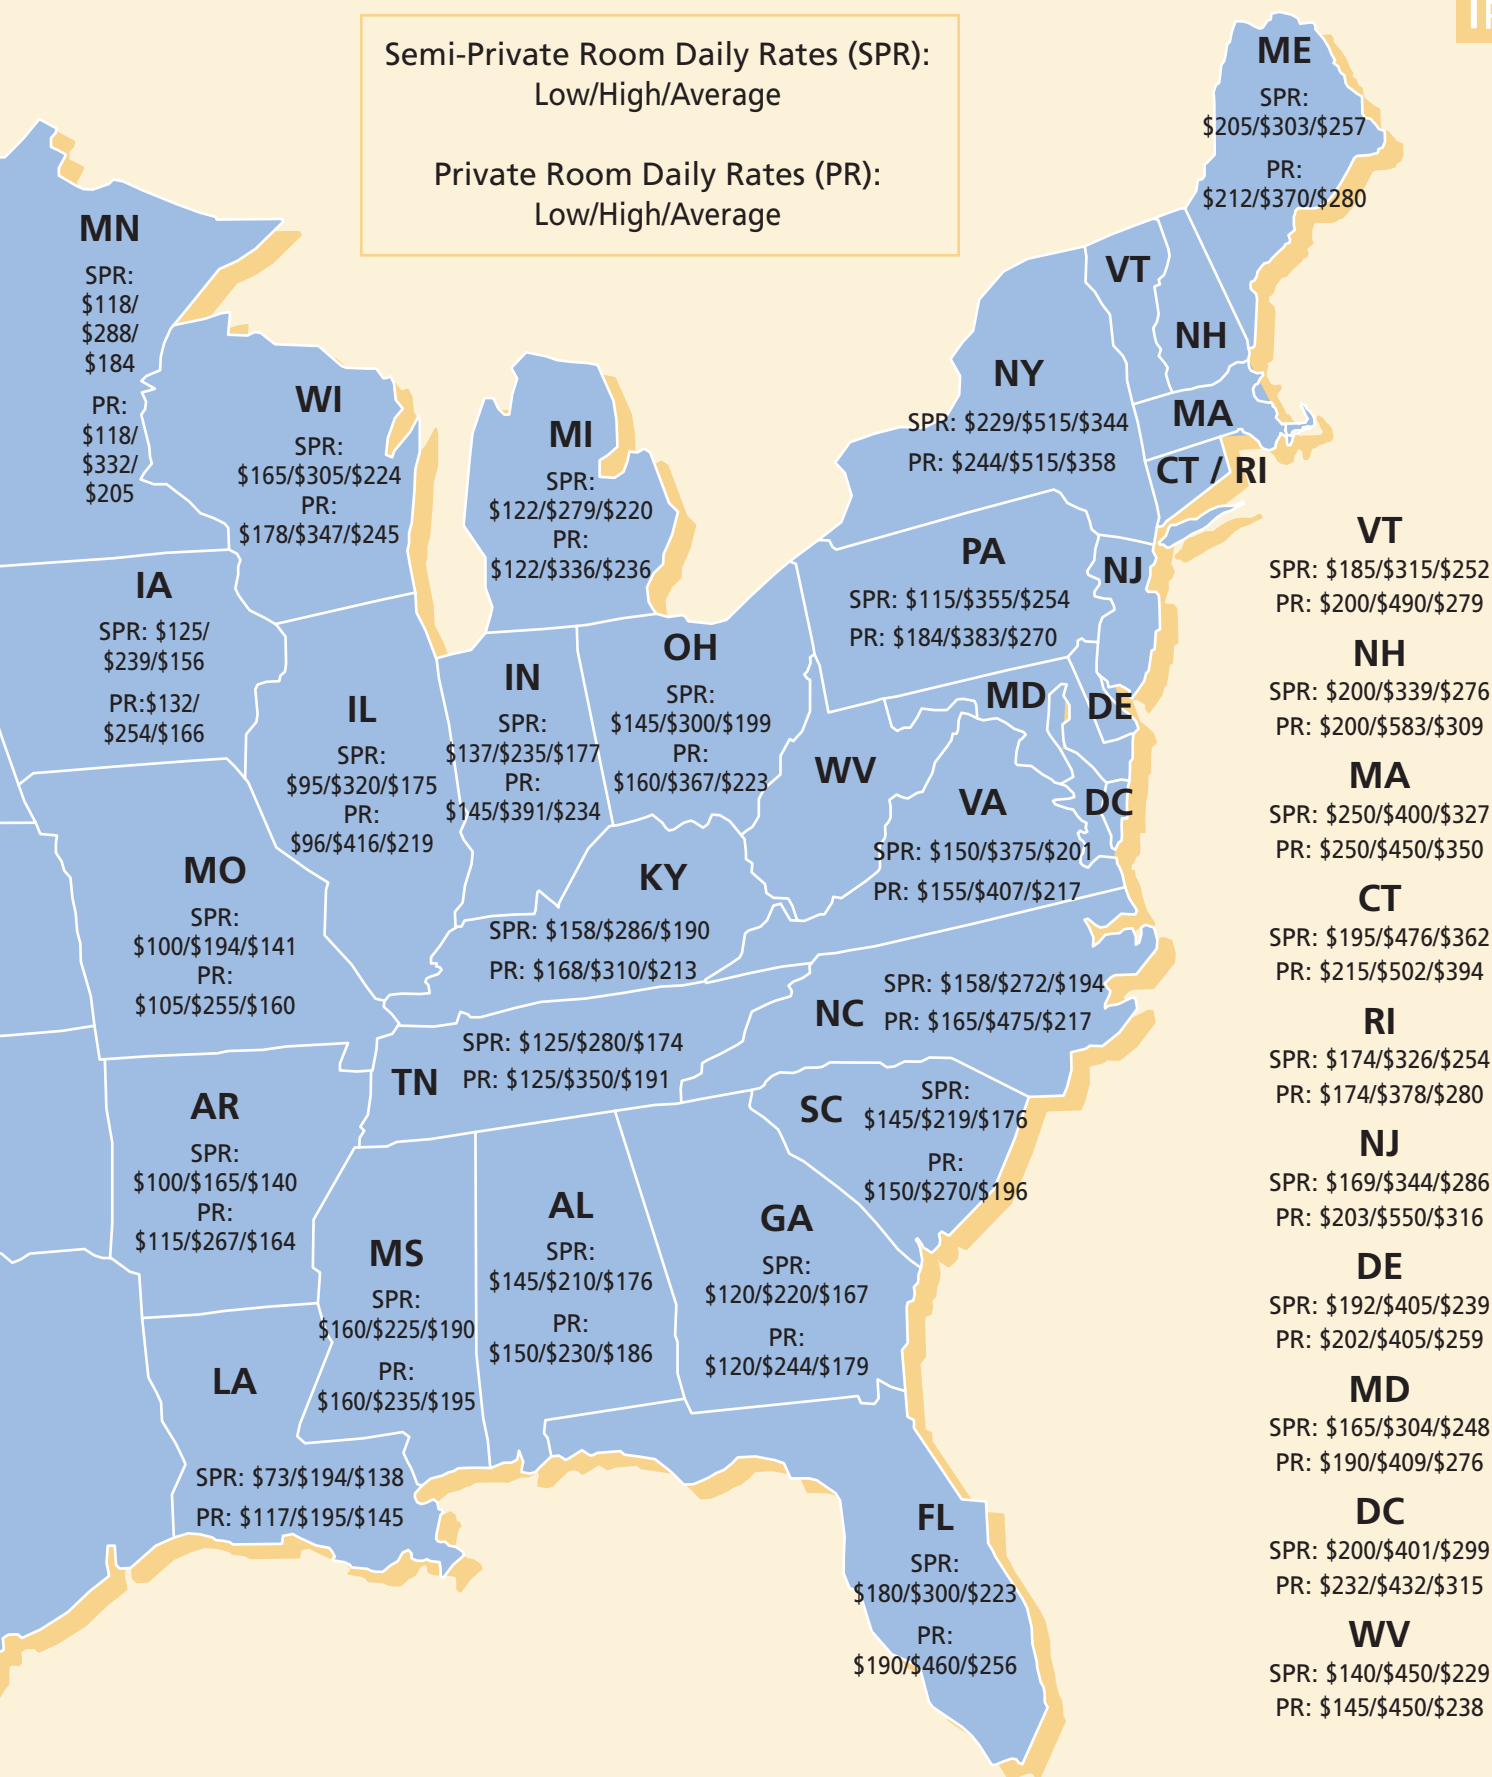 Semi-Private Room Daily Rates (SPR):
Low/High/Average
Private Room Daily Rates (PR):
Low/High/Average
ME
SPR:
$205/$303/$257
PR:
$212/$370/$280
MN
SPR:
$118/
$288/
$184
PR:
$118/
$332/
$205
WI
SPR:
$165/$305/$224
PR:
$178/$347/$245
MI
SPR:
$122/$279/$220
PR:
$122/$336/$236
VT
NH
NY
SPR: $229/$515/$344
PR: $244/$515/$358
MA
CT / RI
PA
SPR: $115/$355/$254
PR: $184/$383/$270
NJ
IA
SPR: $125/
$239/$156
PR:$132/
$254/$166
IL
SPR:
$95/$320/$175
PR:
$96/$416/$219
IN
SPR:
$137/$235/$177
PR:
$145/$391/$234
OH
SPR:
$145/$300/$199
PR:
$160/$367/$223
MD
DE
WV
VA
SPR: $150/$375/$201
PR: $155/$407/$217
DC
MO
SPR:
$100/$194/$141
PR:
$105/$255/$160
KY
SPR: $158/$286/$190
PR: $168/$310/$213
NC
SPR: $158/$272/$194
PR: $165/$475/$217
TN
SPR: $125/$280/$174
PR: $125/$350/$191
AR
SPR:
$100/$165/$140
PR:
$115/$267/$164
SC
SPR:
$145/$219/$176
PR:
$150/$270/$196
MS
SPR:
$160/$225/$190
PR:
$160/$235/$195
AL
SPR:
$145/$210/$176
PR:
$150/$230/$186
GA
SPR:
$120/$220/$167
PR:
$120/$244/$179
LA
SPR: $73/$194/$138
PR: $117/$195/$145
FL
SPR:
$180/$300/$223
PR:
$190/$460/$256
VT
SPR: $185/$315/$252
PR: $200/$490/$279
NH
SPR: $200/$339/$276
PR: $200/$583/$309
MA
SPR: $250/$400/$327
PR: $250/$450/$350
CT
SPR: $195/$476/$362
PR: $215/$502/$394
RI
SPR: $174/$326/$254
PR: $174/$378/$280
NJ
SPR: $169/$344/$286
PR: $203/$550/$316
DE
SPR: $192/$405/$239
PR: $202/$405/$259
MD
SPR: $165/$304/$248
PR: $190/$409/$276
DC
SPR: $200/$401/$299
PR: $232/$432/$315
WV
SPR: $140/$450/$229
PR: $145/$450/$238